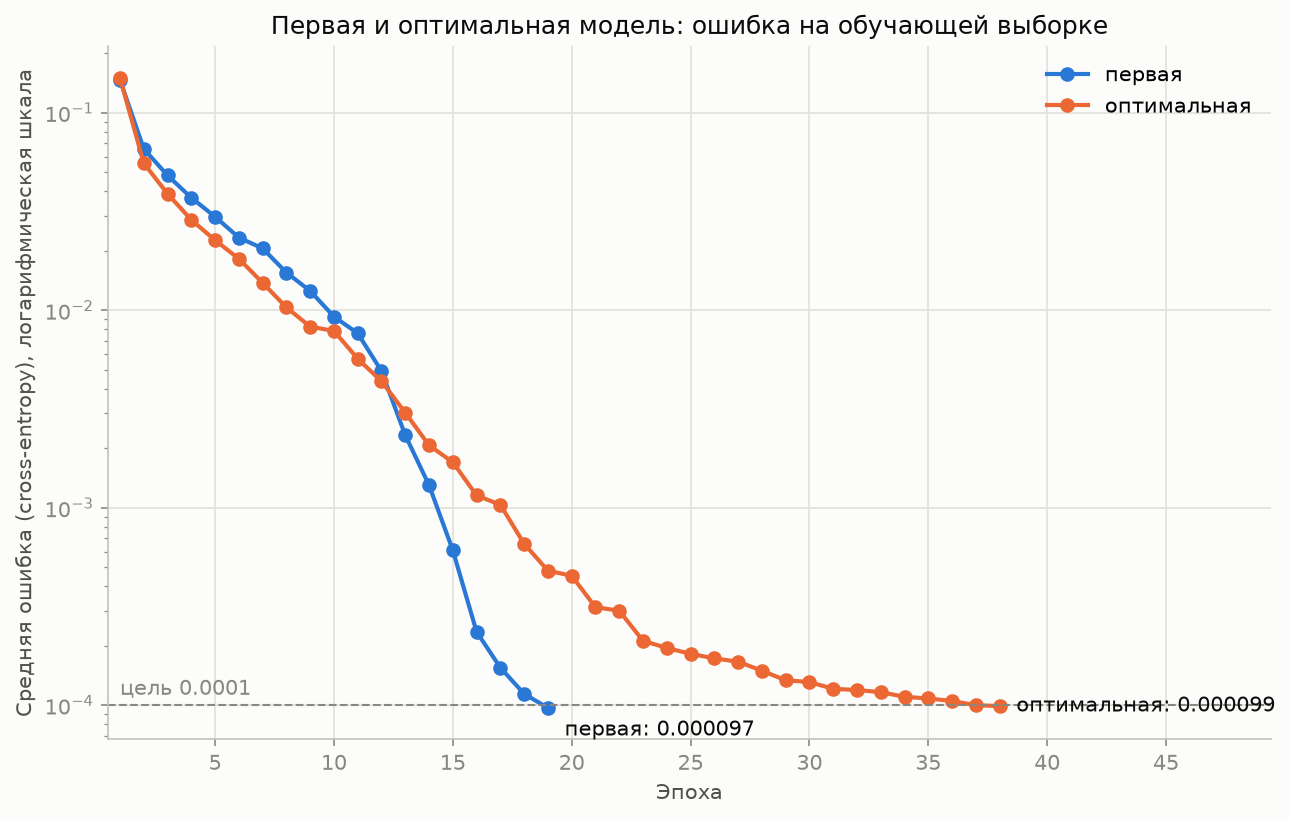 Первая и оптимальная модель: ошибка на обучающей выборке
первая
оптимальная
Средняя ошибка (cross-entropy), логарифмическая шкала
10⁻¹
10⁻²
10⁻³
10⁻⁴
цель 0.0001
оптимальная: 0.000099
первая: 0.000097
5 10 15 20 25 30 35 40 45
Эпоха